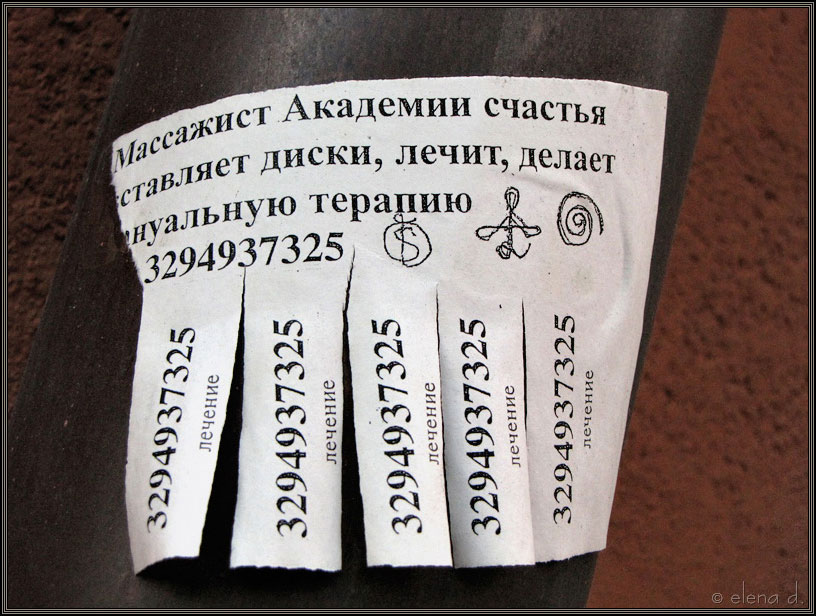 Массажист Академии счастья
вставляет диски, лечит, делает
мануальную терапию
3294937325
3294937325
лечение
3294937325
лечение
3294937325
лечение
3294937325
лечение
3294937325
лечение
© elena d.